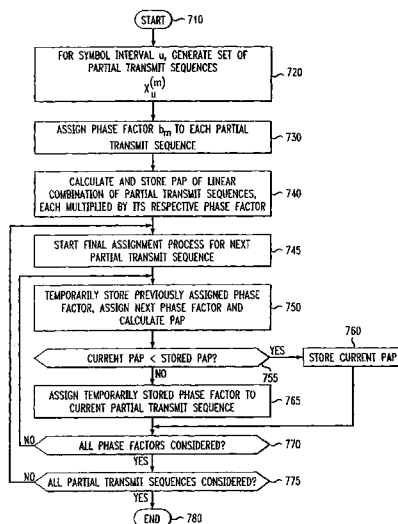 START
710
FOR SYMBOL INTERVAL u, GENERATE SET OF
PARTIAL TRANSMIT SEQUENCES
X_u^(m)
720
ASSIGN PHASE FACTOR b_m TO EACH PARTIAL
TRANSMIT SEQUENCE
730
CALCULATE AND STORE PAP OF LINEAR
COMBINATION OF PARTIAL TRANSMIT SEQUENCES,
EACH MULTIPLIED BY ITS RESPECTIVE PHASE FACTOR
740
START FINAL ASSIGNMENT PROCESS FOR NEXT
PARTIAL TRANSMIT SEQUENCE
745
TEMPORARILY STORE PREVIOUSLY ASSIGNED PHASE
FACTOR, ASSIGN NEXT PHASE FACTOR AND
CALCULATE PAP
750
CURRENT PAP < STORED PAP?
755
YES
760
STORE CURRENT PAP
NO
ASSIGN TEMPORARILY STORED PHASE FACTOR TO
CURRENT PARTIAL TRANSMIT SEQUENCE
765
NO
ALL PHASE FACTORS CONSIDERED?
770
YES
NO
ALL PARTIAL TRANSMIT SEQUENCES CONSIDERED?
775
YES
END
780